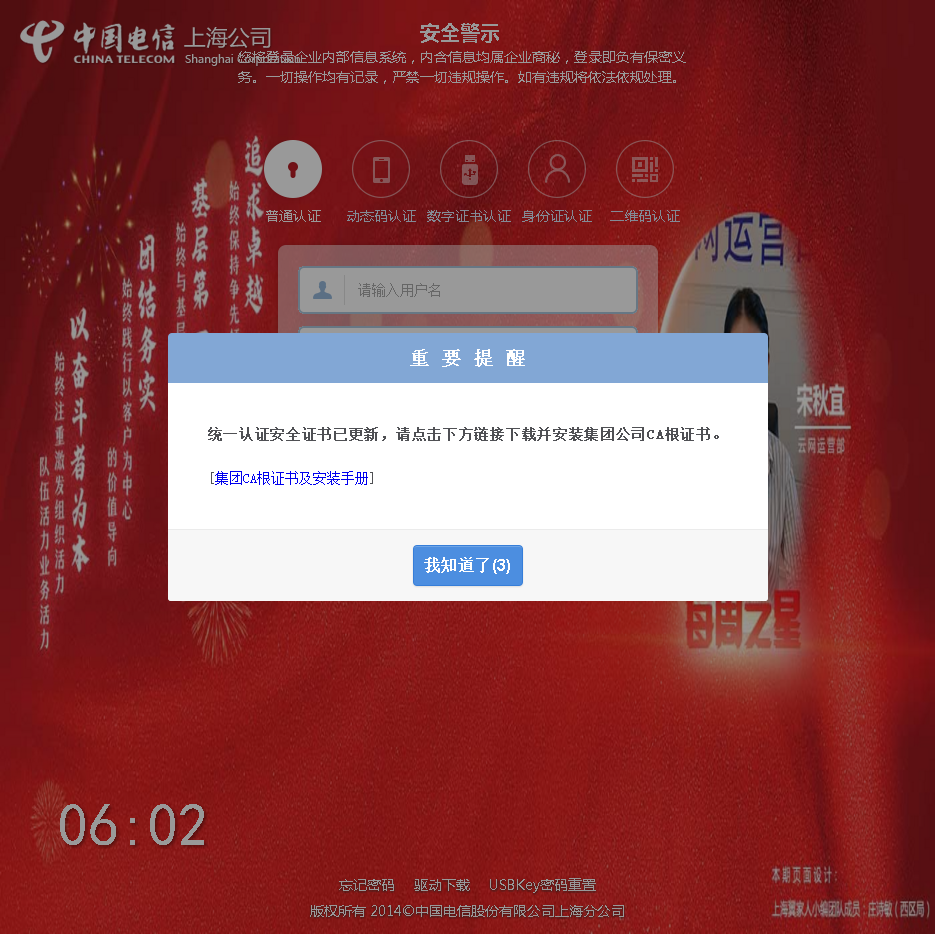 中国电信 上海公司
CHINA TELECOM Shanghai
安全警示
您将登录企业内部信息系统，内含信息均属企业商秘，登录即负有保密义
务。一切操作均有记录，严禁一切违规操作。如有违规将依法依规处理。
普通认证
动态码认证
数字证书认证
身份证认证
二维码认证
请输入用户名
追求卓越
始终保持争先
基层第
始终与基层
团结务实
始终践行以客户为中心
的价值导向
以奋斗者为本
始终注重激发组织活力
队伍活力业务活力
网运营
宋秋宜
云网运营部
重要提醒
统一认证安全证书已更新，请点击下方链接下载并安装集团公司CA根证书。
[集团CA根证书及安装手册]
我知道了(3)
每周之星
06:02
忘记密码 驱动下载 USBKey密码重置
版权所有 2014©中国电信股份有限公司上海分公司
本期页面设计：
上海翼家人小编团队成员：庄诗敏（西区局）